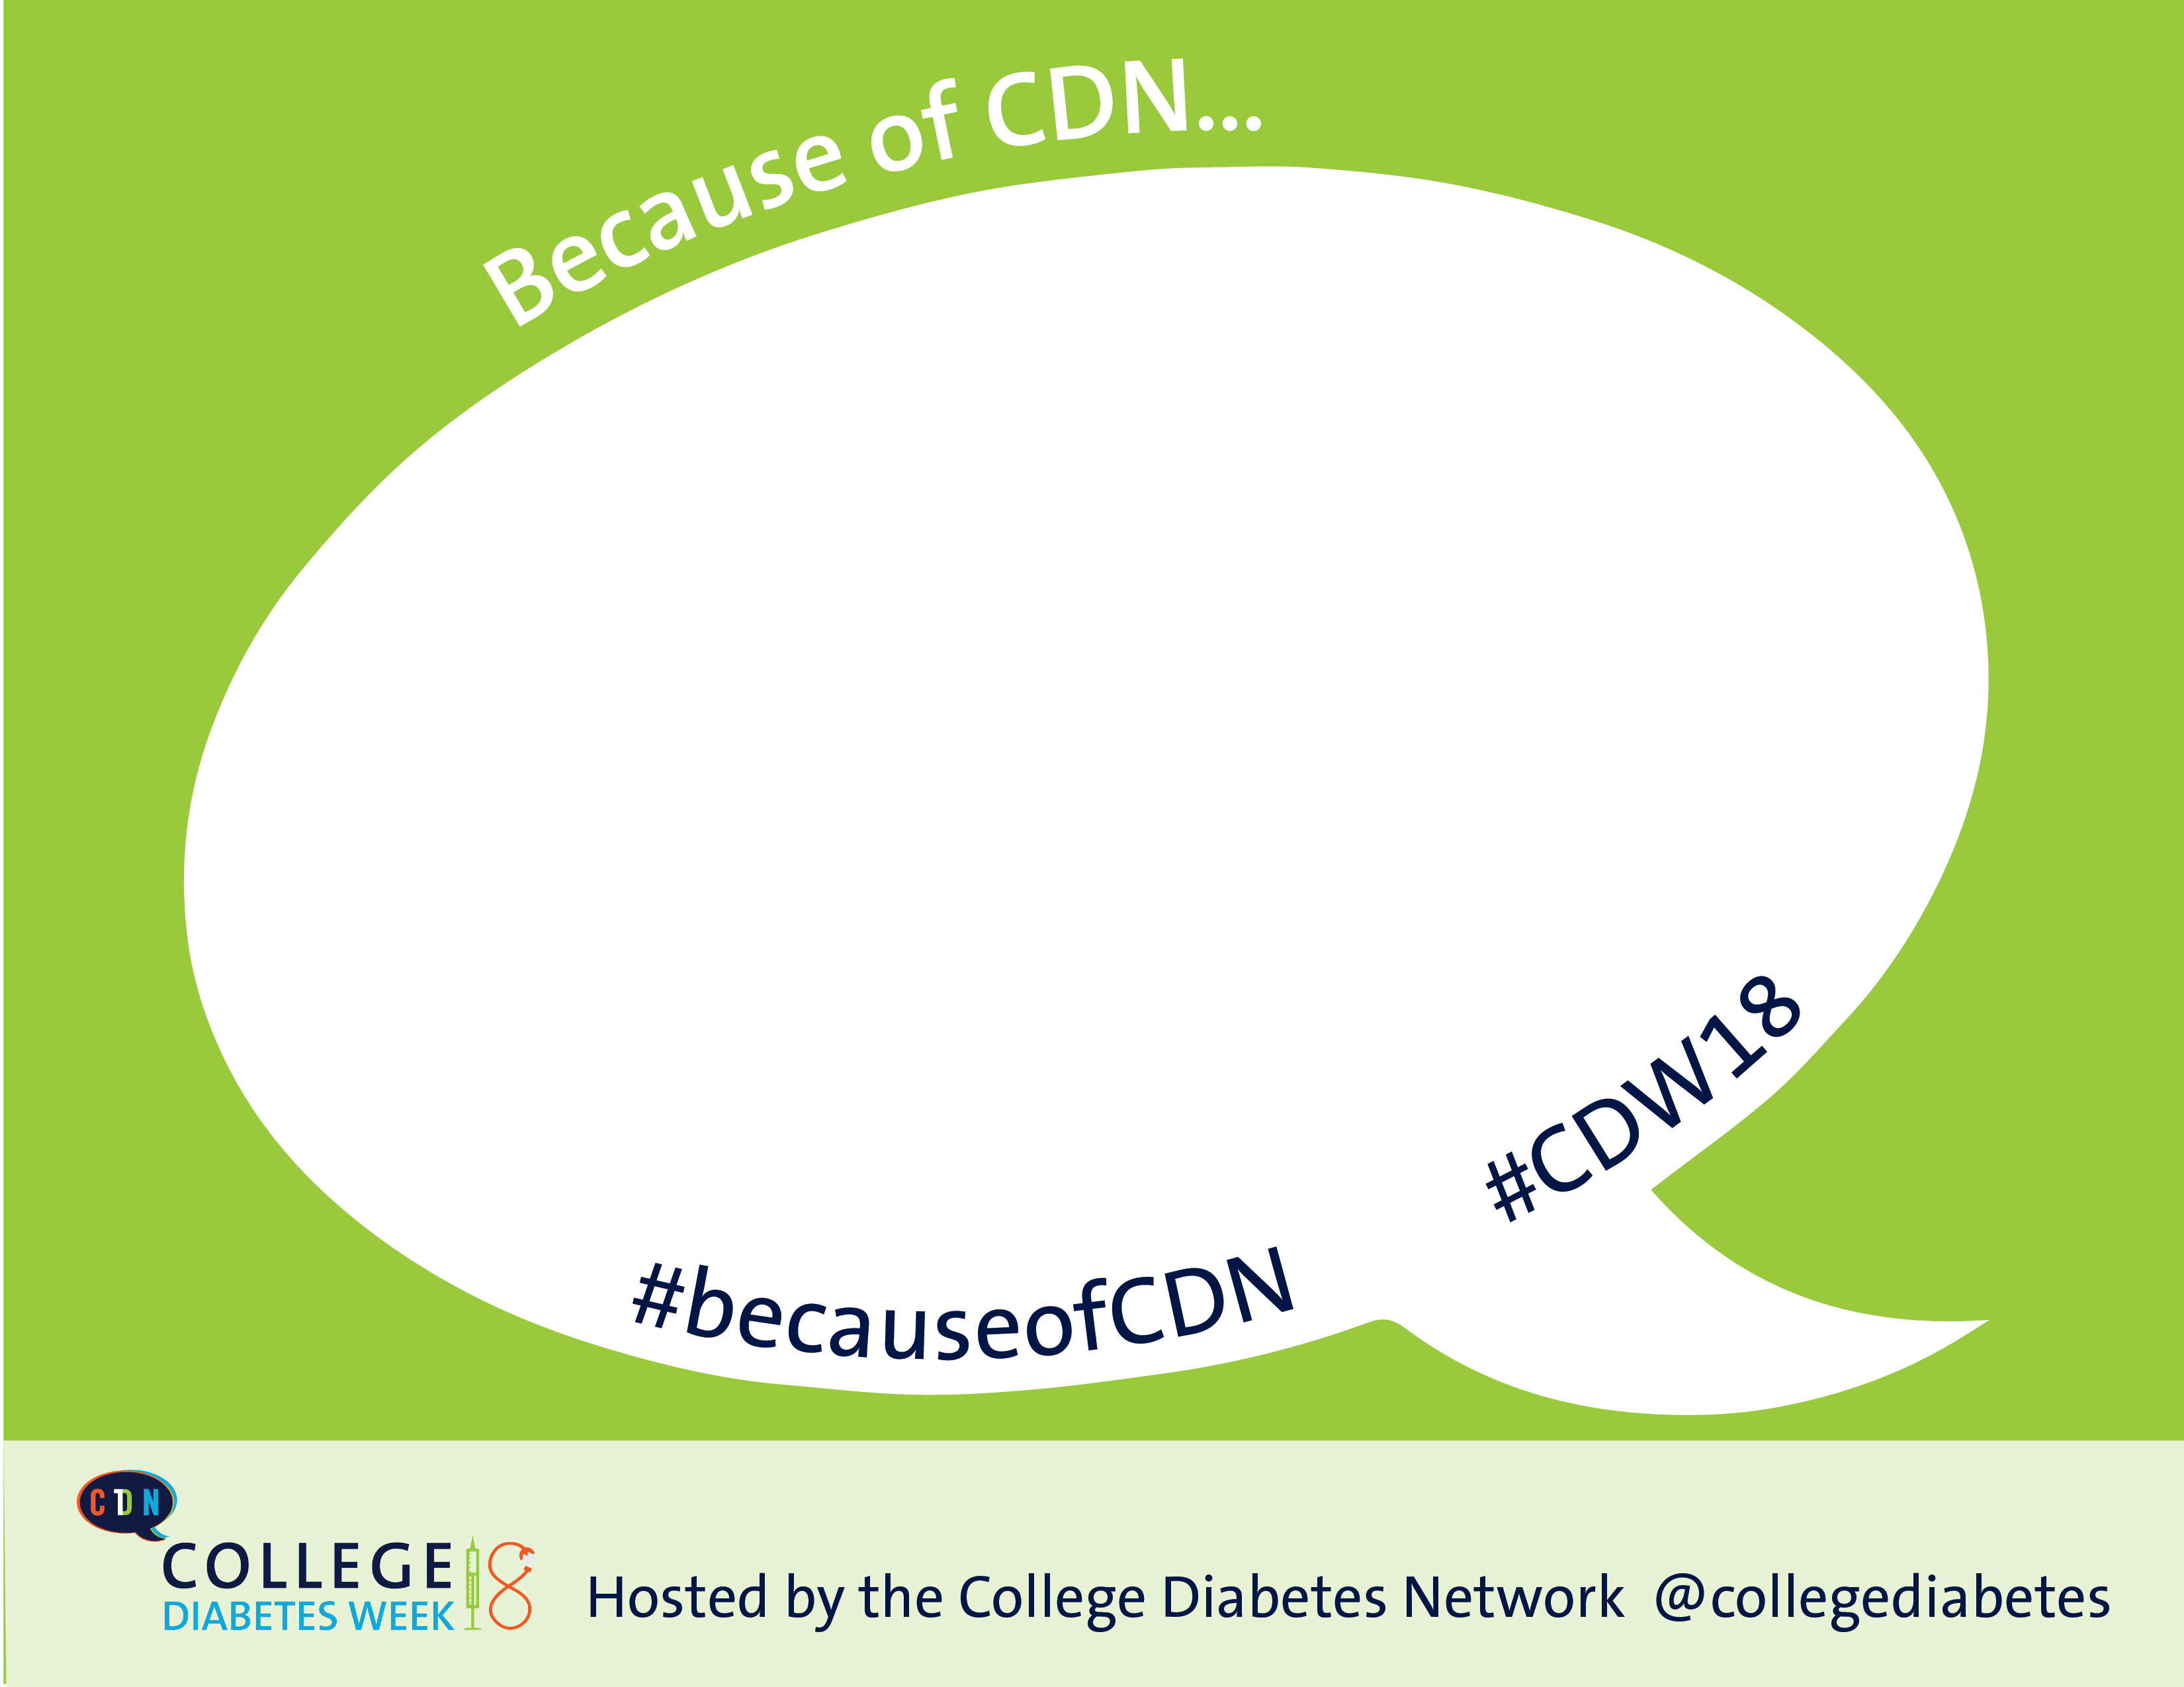 Because of CDN...
#CDW18
#becauseofCDN
CDN
COLLEGE
DIABETES WEEK 18
Hosted by the College Diabetes Network @collegediabetes